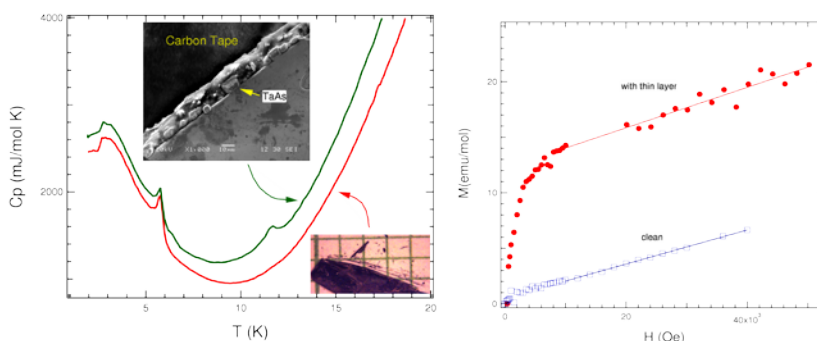 4000
2000
0
5
10
15
20
T (K)
Cp (mJ/mol K)
Carbon Tape
TaAs
20
10
0
0
20
40x10³
H (Oe)
M(emu/mol)
with thin layer
clean